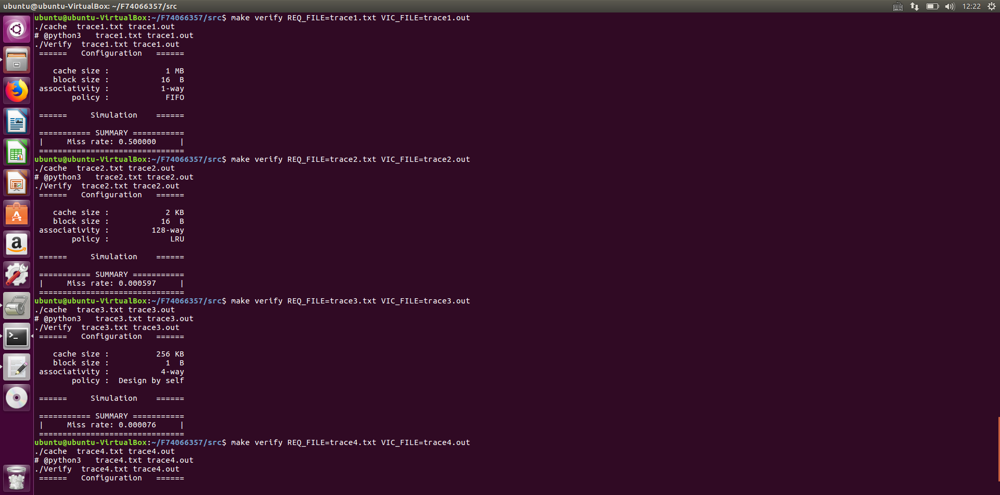 ubuntu@ubuntu-VirtualBox: ~/F74066357/src
12:22
ubuntu@ubuntu-VirtualBox:~/F74066357/src$ make verify REQ_FILE=trace1.txt VIC_FILE=trace1.out
./cache  trace1.txt trace1.out
# @python3   trace1.txt trace1.out
./Verify  trace1.txt trace1.out
 ======   Configuration   ======
    cache size :            1 MB
    block size :           16  B
 associativity :           1-way
        policy :            FIFO
 ======     Simulation    ======
 =========== SUMMARY ===========
 |     Miss rate: 0.500000     |
 ===============================
ubuntu@ubuntu-VirtualBox:~/F74066357/src$ make verify REQ_FILE=trace2.txt VIC_FILE=trace2.out
./cache  trace2.txt trace2.out
# @python3   trace2.txt trace2.out
./Verify  trace2.txt trace2.out
 ======   Configuration   ======
    cache size :            2 KB
    block size :           16  B
 associativity :         128-way
        policy :             LRU
 ======     Simulation    ======
 =========== SUMMARY ===========
 |     Miss rate: 0.000597     |
 ===============================
ubuntu@ubuntu-VirtualBox:~/F74066357/src$ make verify REQ_FILE=trace3.txt VIC_FILE=trace3.out
./cache  trace3.txt trace3.out
# @python3   trace3.txt trace3.out
./Verify  trace3.txt trace3.out
 ======   Configuration   ======
    cache size :          256 KB
    block size :            1  B
 associativity :           4-way
        policy :  Design by self
 ======     Simulation    ======
 =========== SUMMARY ===========
 |     Miss rate: 0.000076     |
 ===============================
ubuntu@ubuntu-VirtualBox:~/F74066357/src$ make verify REQ_FILE=trace4.txt VIC_FILE=trace4.out
./cache  trace4.txt trace4.out
# @python3   trace4.txt trace4.out
./Verify  trace4.txt trace4.out
 ======   Configuration   ======